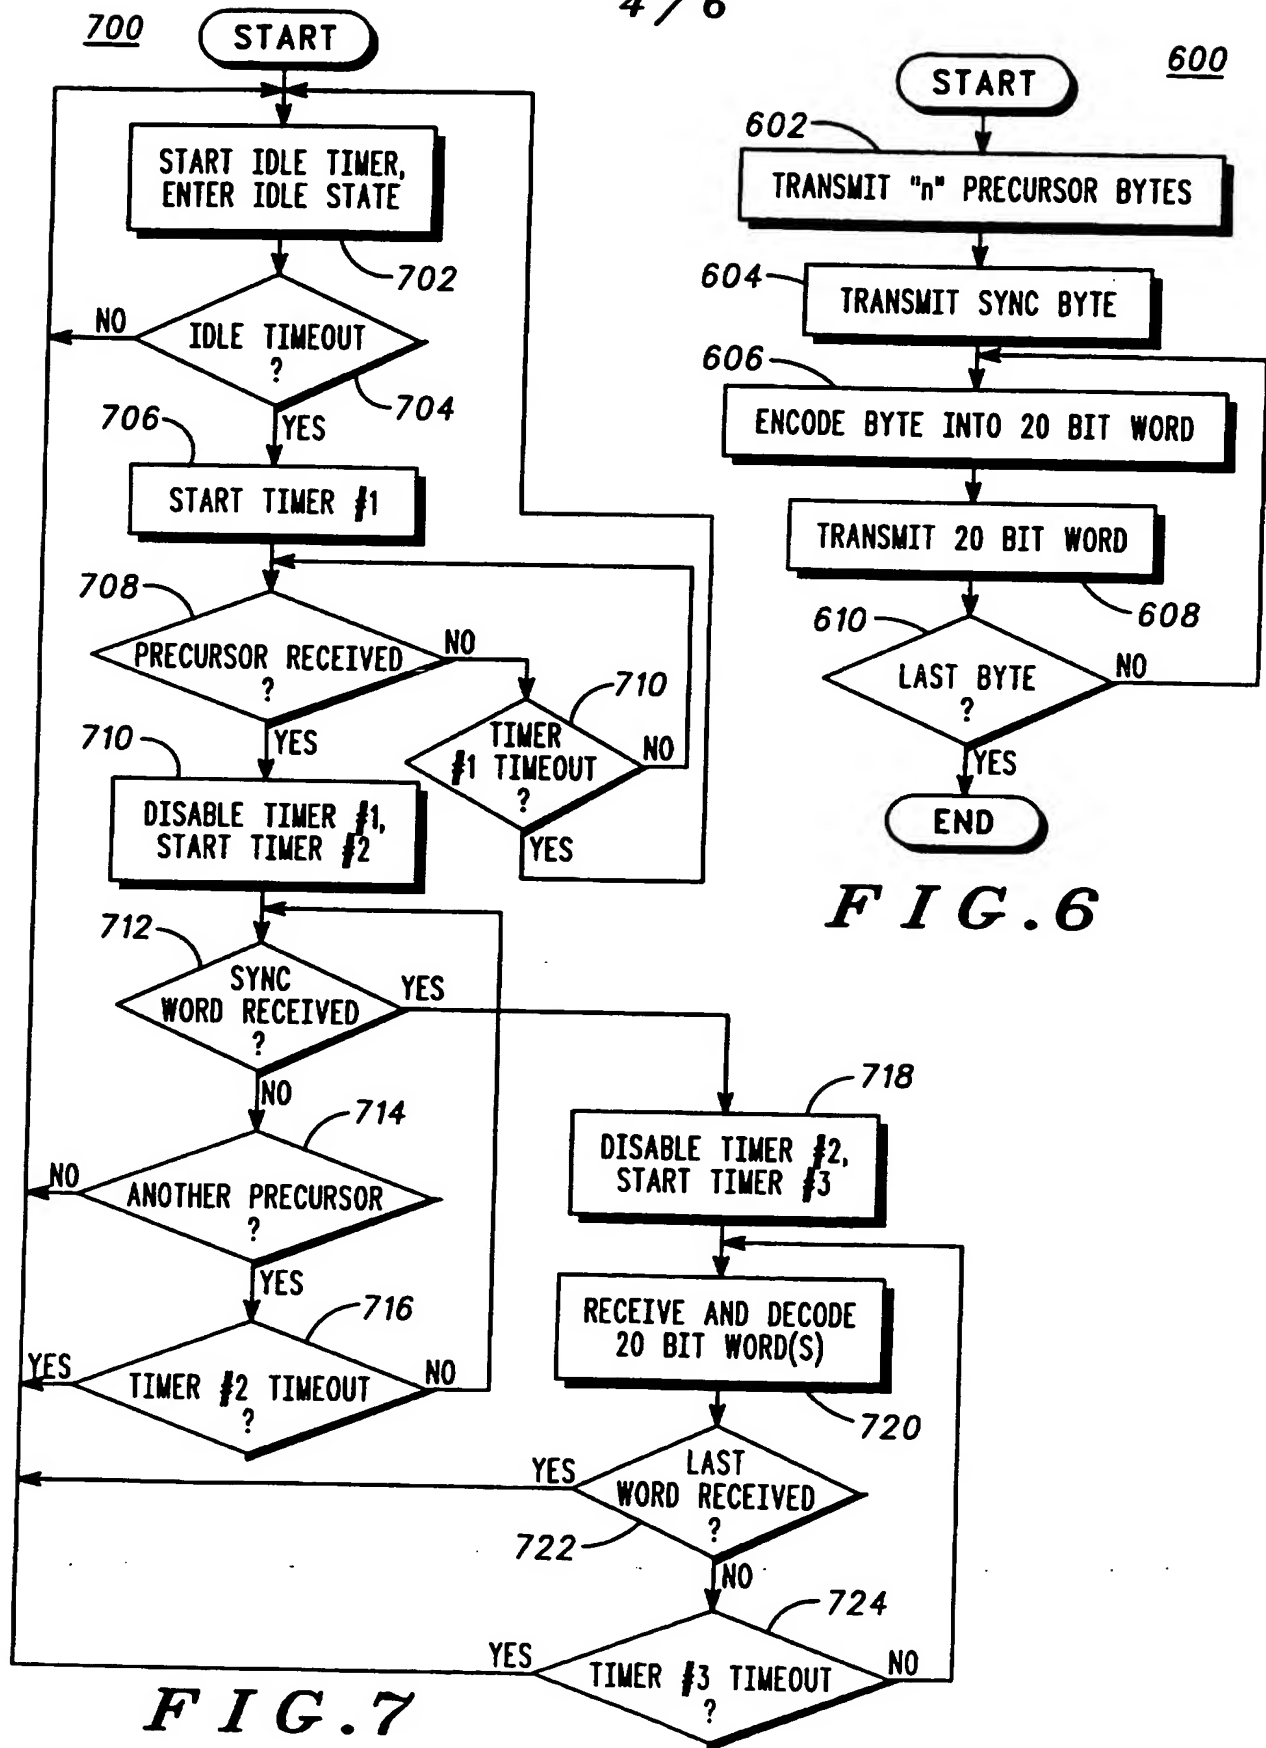 4/6
700
START
START IDLE TIMER,
ENTER IDLE STATE
702
IDLE TIMEOUT
?
NO
704
YES
706
START TIMER #1
708
PRECURSOR RECEIVED
?
NO
710
TIMER
#1 TIMEOUT
?
NO
YES
YES
710
DISABLE TIMER #1,
START TIMER #2
712
SYNC
WORD RECEIVED
?
YES
NO
714
ANOTHER PRECURSOR
?
NO
YES
716
TIMER #2 TIMEOUT
?
YES
NO
718
DISABLE TIMER #2,
START TIMER #3
RECEIVE AND DECODE
20 BIT WORD(S)
720
LAST
WORD RECEIVED
?
YES
722
NO
724
TIMER #3 TIMEOUT
?
YES
NO
FIG.7
600
START
602
TRANSMIT "n" PRECURSOR BYTES
604
TRANSMIT SYNC BYTE
606
ENCODE BYTE INTO 20 BIT WORD
TRANSMIT 20 BIT WORD
608
610
LAST BYTE
?
NO
YES
END
FIG.6